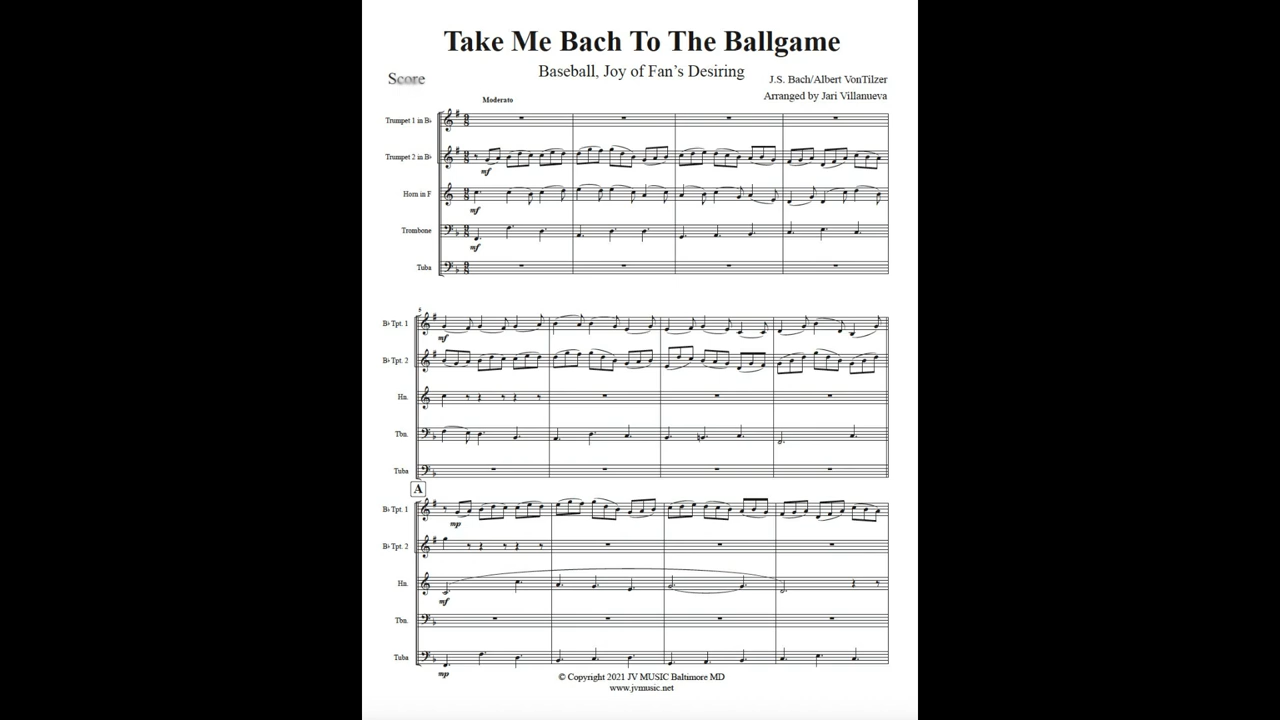 Take Me Bach To The Ballgame
Baseball, Joy of Fan's Desiring
Score
J.S. Bach/Albert VonTilzer
Arranged by Jari Villanueva
Moderato
Trumpet 1 in B♭
Trumpet 2 in B♭
mf
Horn in F
mf
Trombone
mf
Tuba
5
B♭ Tpt. 1
mf
B♭ Tpt. 2
Hn.
Tbn.
Tuba
A
B♭ Tpt. 1
mp
B♭ Tpt. 2
Hn.
mf
Tbn.
Tuba
mp
© Copyright 2021 JV MUSIC Baltimore MD
www.jvmusic.net